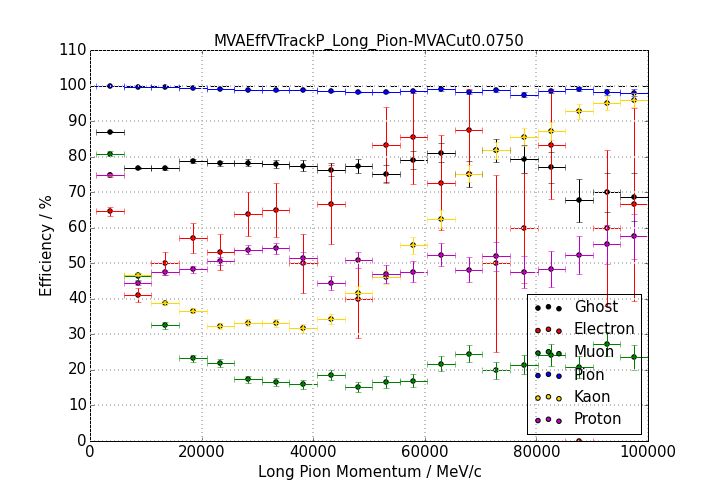 MVAEffVTrackP_Long_Pion-MVACut0.0750
110
100
90
80
70
60
50
40
30
20
10
0
Efficiency / %
Ghost
Electron
Muon
Pion
Kaon
Proton
0 20000 40000 60000 80000 100000
Long Pion Momentum / MeV/c